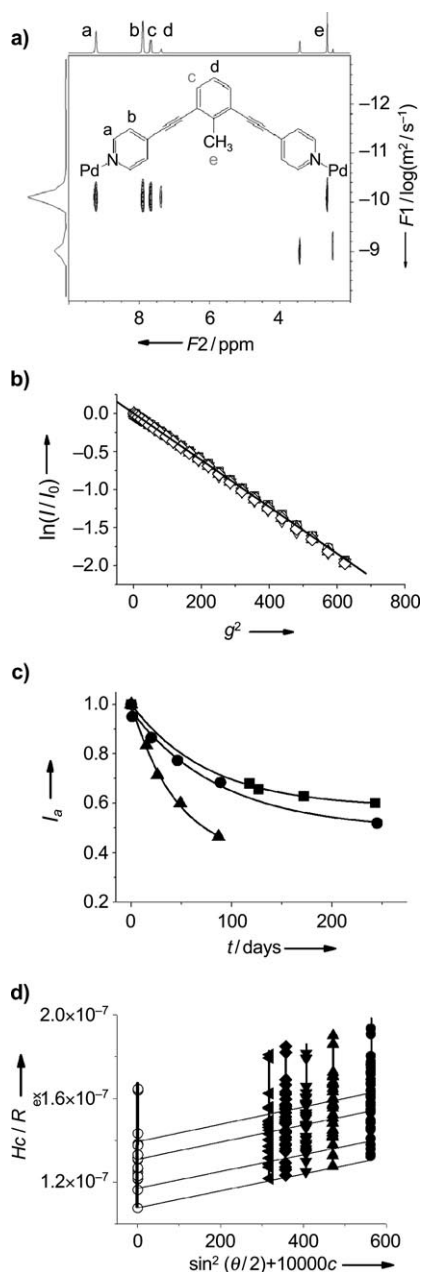 a)
a b c d e
c d
b
a
N
Pd
CH₃
e
N
Pd
−12
−11
−10
−9
F1/log(m²/s⁻¹)
8 6 4
F2/ppm
b)
0.0
−0.5
−1.0
−1.5
−2.0
ln(I/I₀)
0 200 400 600 800
g²
c)
1.0
0.8
0.6
0.4
0.2
Iₐ
0 100 200
t/days
d)
2.0×10⁻⁷
1.6×10⁻⁷
1.2×10⁻⁷
Hc/R_ex
0 200 400 600
sin² (θ/2)+10000c